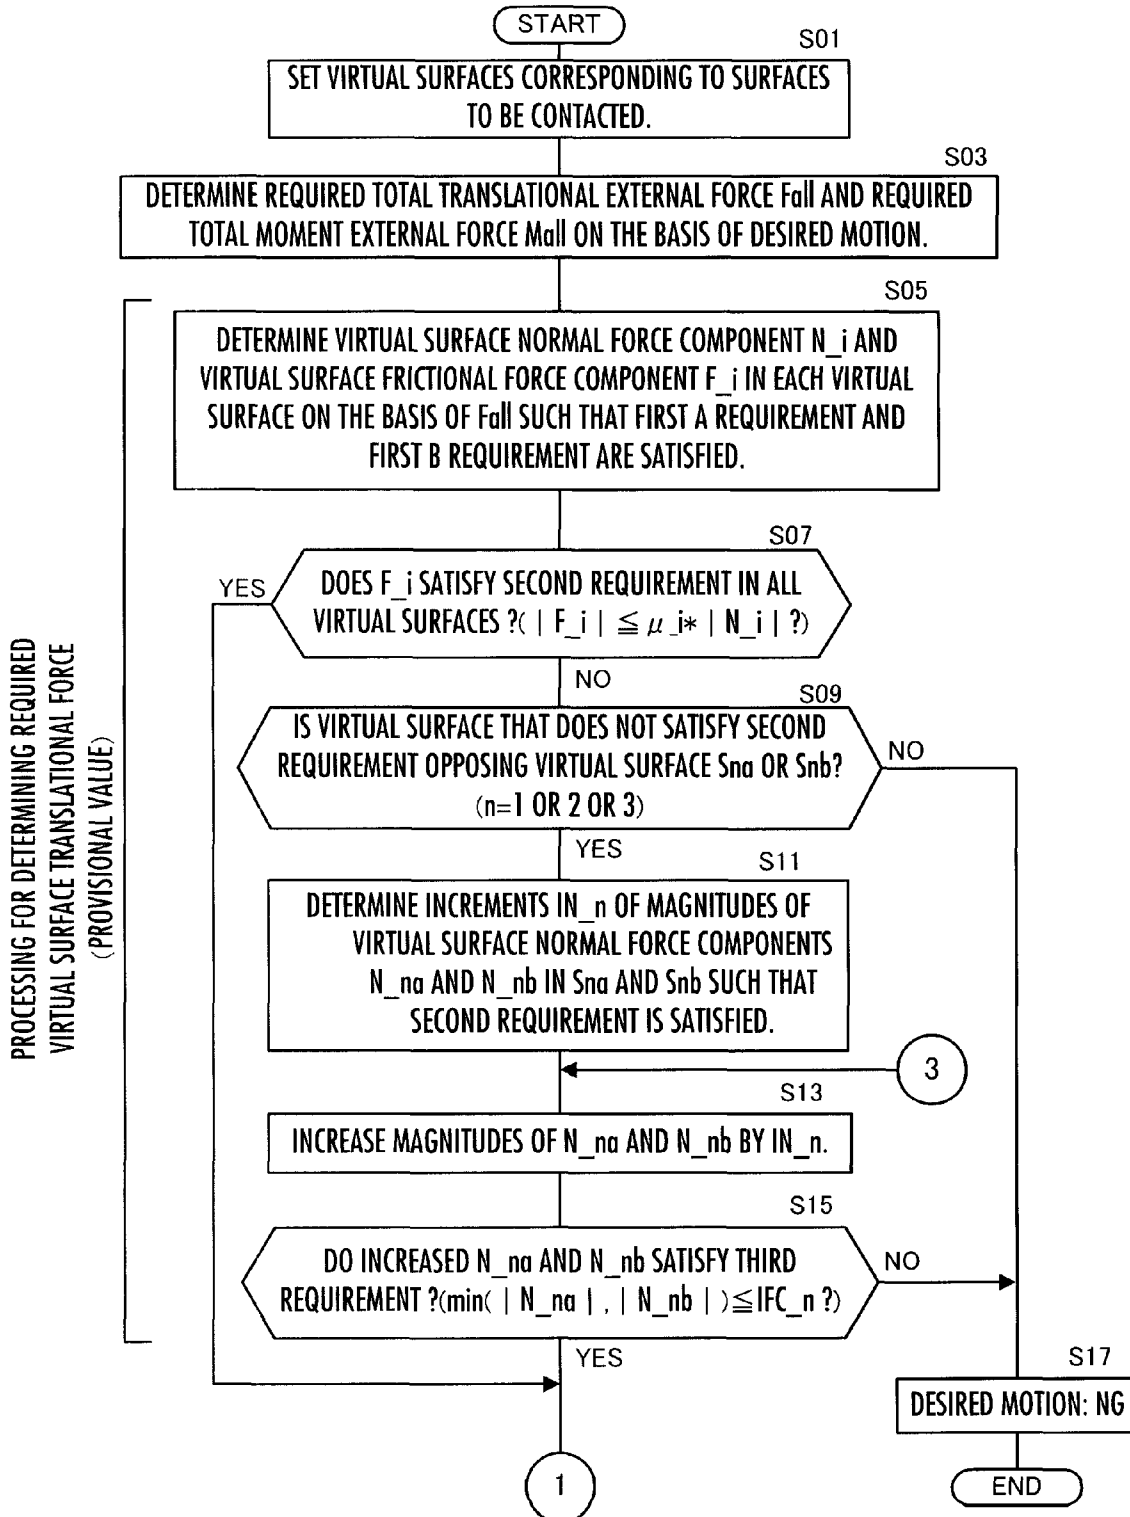 START
S01
SET VIRTUAL SURFACES CORRESPONDING TO SURFACES
TO BE CONTACTED.
S03
DETERMINE REQUIRED TOTAL TRANSLATIONAL EXTERNAL FORCE Fall AND REQUIRED
TOTAL MOMENT EXTERNAL FORCE Mall ON THE BASIS OF DESIRED MOTION.
S05
DETERMINE VIRTUAL SURFACE NORMAL FORCE COMPONENT N_i AND
VIRTUAL SURFACE FRICTIONAL FORCE COMPONENT F_i IN EACH VIRTUAL
SURFACE ON THE BASIS OF Fall SUCH THAT FIRST A REQUIREMENT AND
FIRST B REQUIREMENT ARE SATISFIED.
S07
YES
DOES F_i SATISFY SECOND REQUIREMENT IN ALL
VIRTUAL SURFACES ?( | F_i | ≦ μ_i* | N_i | ?)
NO
S09
IS VIRTUAL SURFACE THAT DOES NOT SATISFY SECOND
REQUIREMENT OPPOSING VIRTUAL SURFACE Sna OR Snb?
(n=1 OR 2 OR 3)
NO
YES
S11
DETERMINE INCREMENTS IN_n OF MAGNITUDES OF
VIRTUAL SURFACE NORMAL FORCE COMPONENTS
N_na AND N_nb IN Sna AND Snb SUCH THAT
SECOND REQUIREMENT IS SATISFIED.
3
S13
INCREASE MAGNITUDES OF N_na AND N_nb BY IN_n.
S15
DO INCREASED N_na AND N_nb SATISFY THIRD
REQUIREMENT ?(min( | N_na | , | N_nb | )≦IFC_n ?)
NO
YES
S17
DESIRED MOTION: NG
END
1
PROCESSING FOR DETERMINING REQUIRED
VIRTUAL SURFACE TRANSLATIONAL FORCE
(PROVISIONAL VALUE)